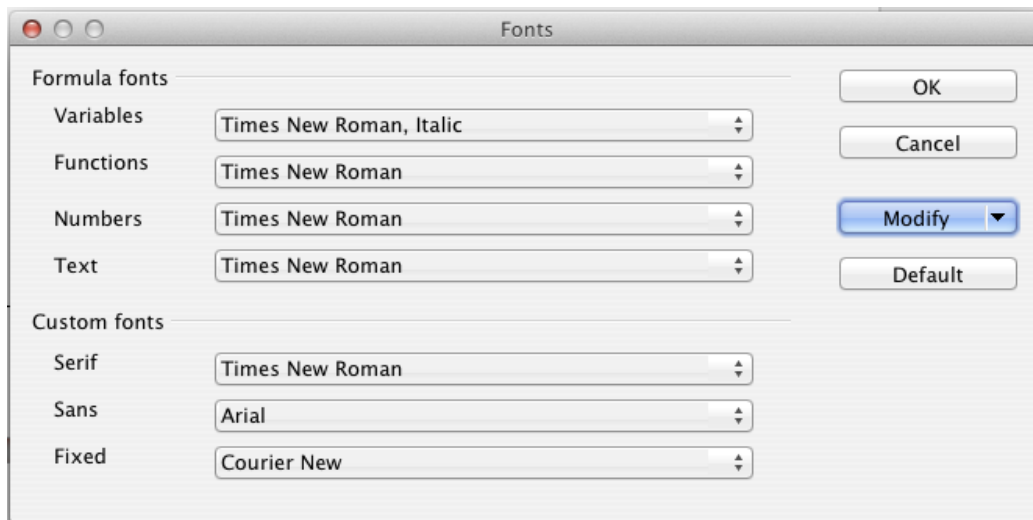 Fonts
Formula fonts
OK
Variables
Times New Roman, Italic
Cancel
Functions
Times New Roman
Numbers
Times New Roman
Modify
Text
Times New Roman
Default
Custom fonts
Serif
Times New Roman
Sans
Arial
Fixed
Courier New